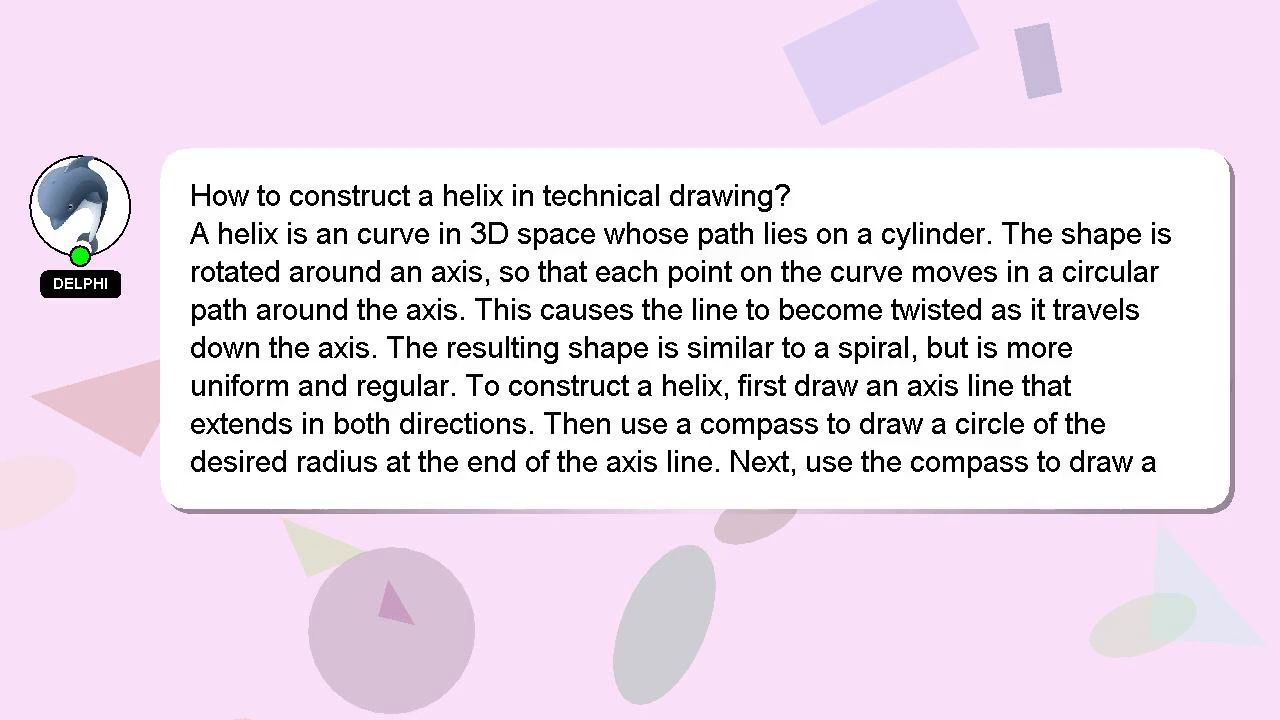 DELPHI
How to construct a helix in technical drawing?
A helix is an curve in 3D space whose path lies on a cylinder. The shape is
rotated around an axis, so that each point on the curve moves in a circular
path around the axis. This causes the line to become twisted as it travels
down the axis. The resulting shape is similar to a spiral, but is more
uniform and regular. To construct a helix, first draw an axis line that
extends in both directions. Then use a compass to draw a circle of the
desired radius at the end of the axis line. Next, use the compass to draw a